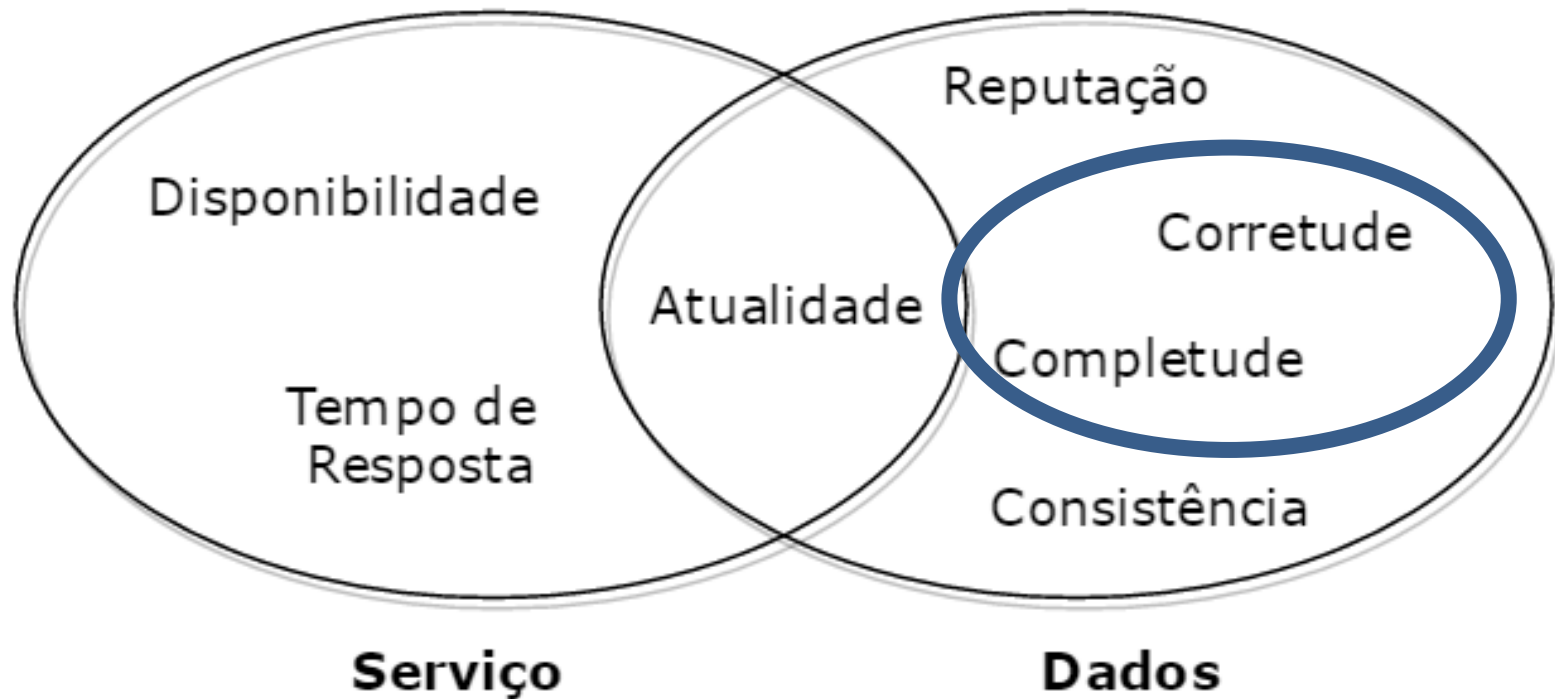 Reputação
Disponibilidade
Corretude
Atualidade
Completude
Tempo de
Resposta
Consistência
Serviço
Dados